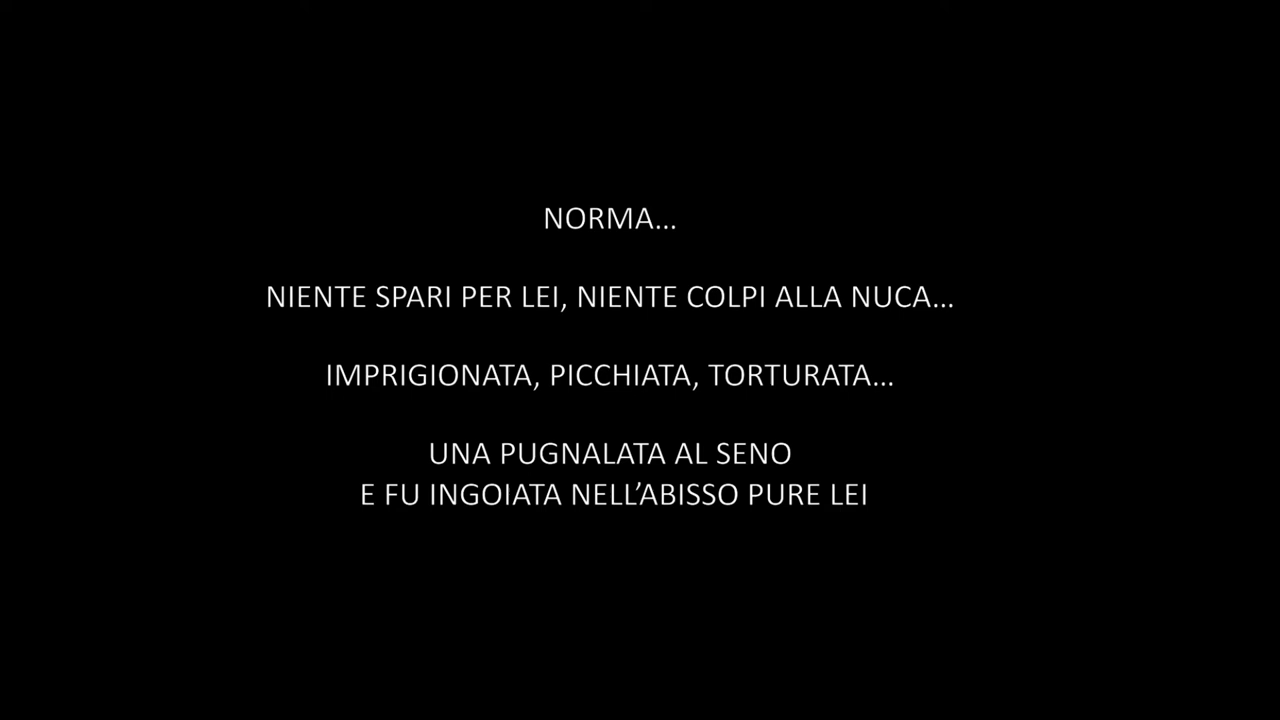 NORMA...
NIENTE SPARI PER LEI, NIENTE COLPI ALLA NUCA...
IMPRIGIONATA, PICCHIATA, TORTURATA...
UNA PUGNALATA AL SENO
E FU INGOIATA NELL’ABISSO PURE LEI